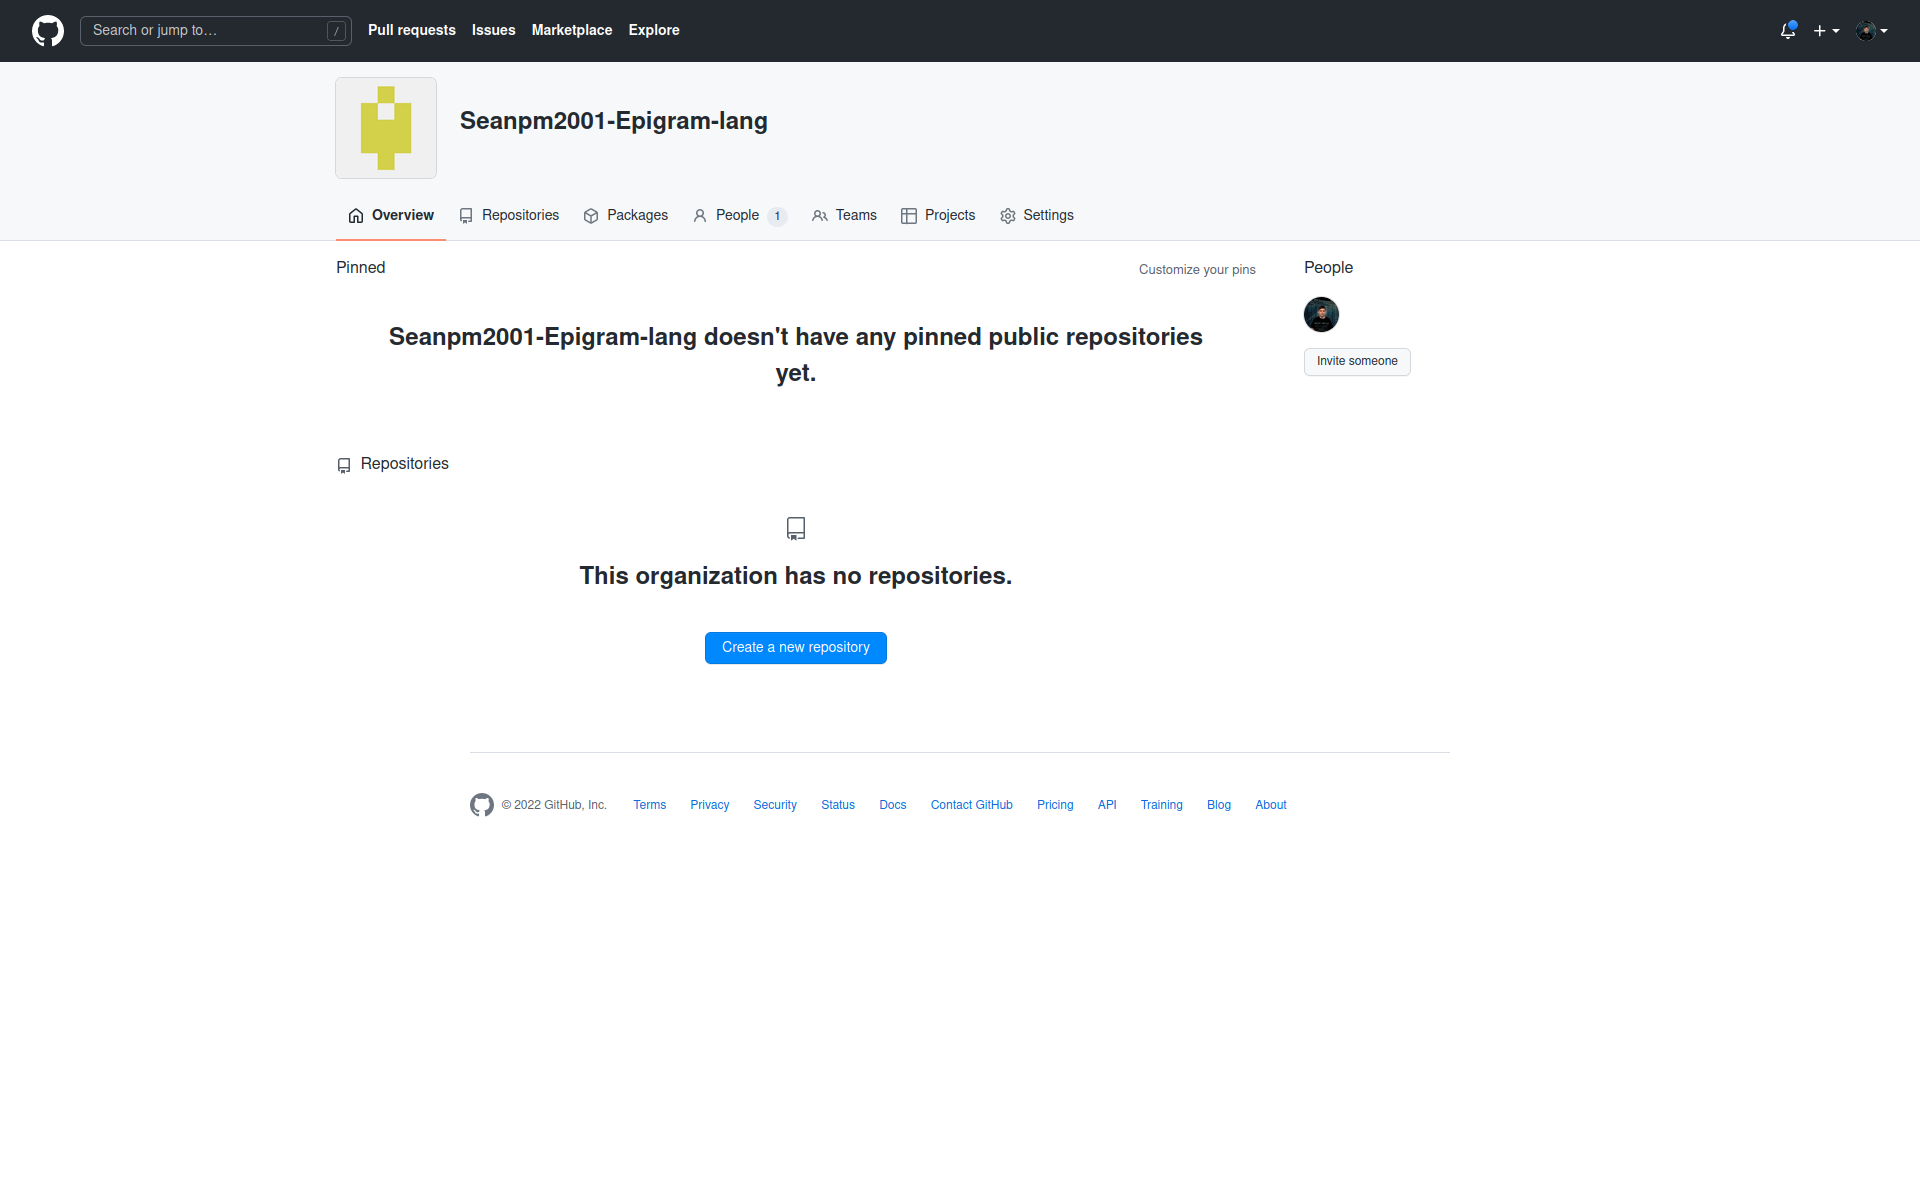 Search or jump to… /
Pull requests Issues Marketplace Explore
Seanpm2001-Epigram-lang
Overview Repositories Packages People 1 Teams Projects Settings
Pinned
Customize your pins
Seanpm2001-Epigram-lang doesn't have any pinned public repositories
yet.
People
Invite someone
Repositories
This organization has no repositories.
Create a new repository
© 2022 GitHub, Inc. Terms Privacy Security Status Docs Contact GitHub Pricing API Training Blog About